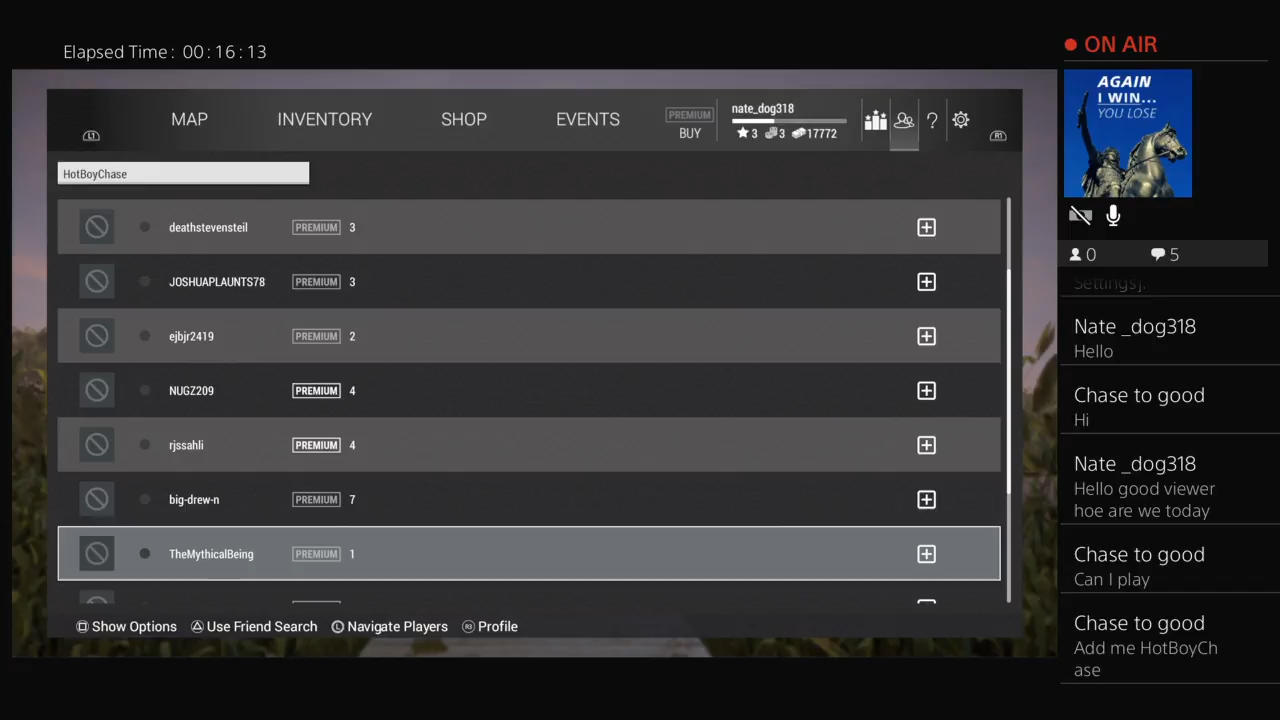 Elapsed Time: 00:16:13
ON AIR
AGAIN
I WIN...
YOU LOSE
MAP
INVENTORY
SHOP
EVENTS
PREMIUM
BUY
nate_dog318
3 3 17772
?
L1
R1
HotBoyChase
deathstevensteil PREMIUM 3
JOSHUAPLAUNTS78 PREMIUM 3
ejbjr2419 PREMIUM 2
NUGZ209 PREMIUM 4
rjssahli PREMIUM 4
big-drew-n PREMIUM 7
TheMythicalBeing PREMIUM 1
Show Options Use Friend Search L Navigate Players R3 Profile
0 5
Settings].
Nate _dog318
Hello
Chase to good
Hi
Nate _dog318
Hello good viewer
hoe are we today
Chase to good
Can I play
Chase to good
Add me HotBoyCh
ase